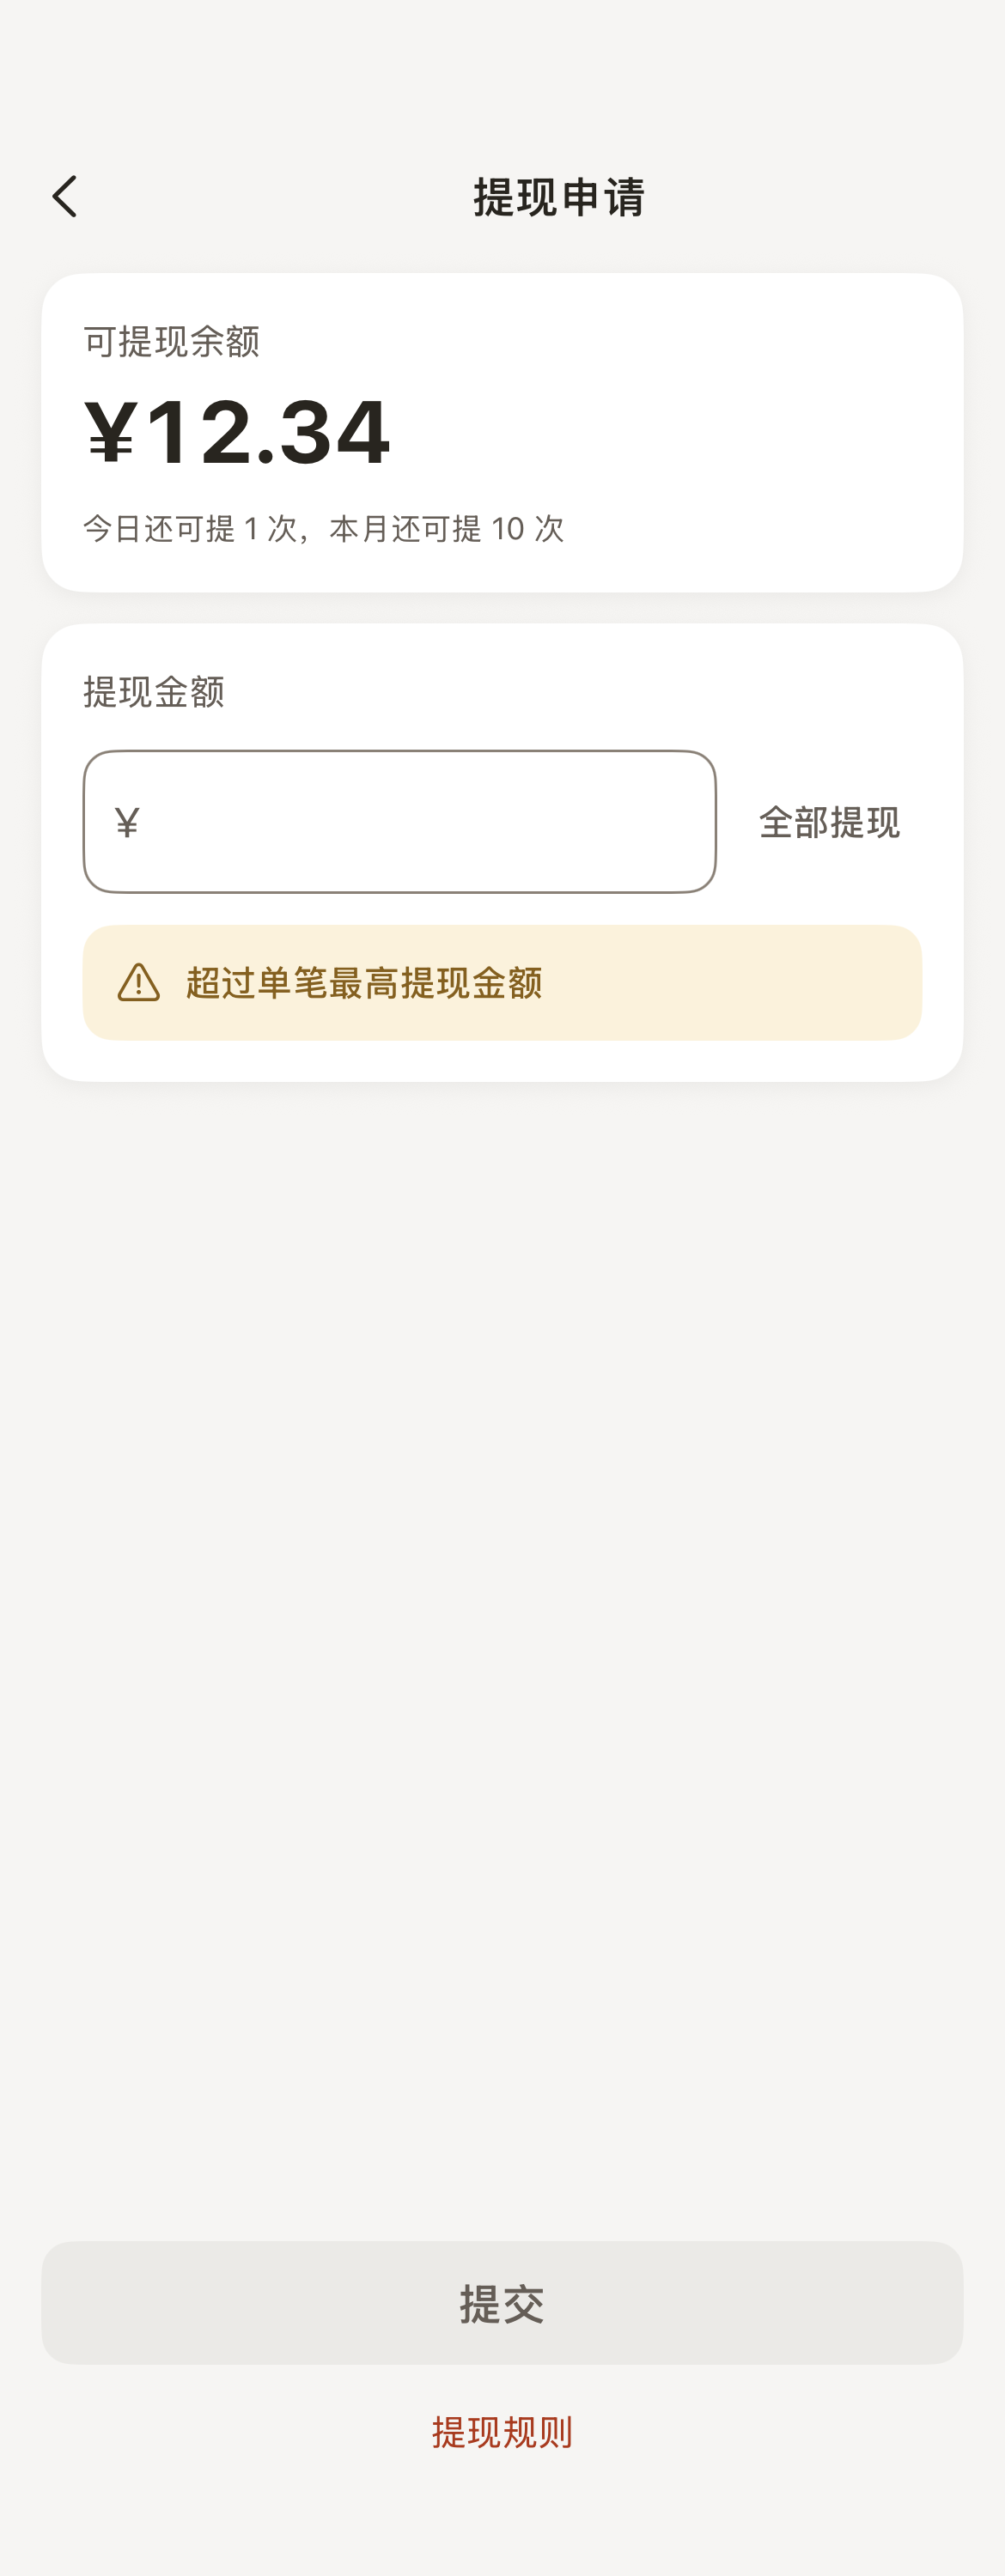 提现申请
可提现余额
¥12.34
今日还可提 1 次，本月还可提 10 次
提现金额
¥
全部提现
超过单笔最高提现金额
提交
提现规则